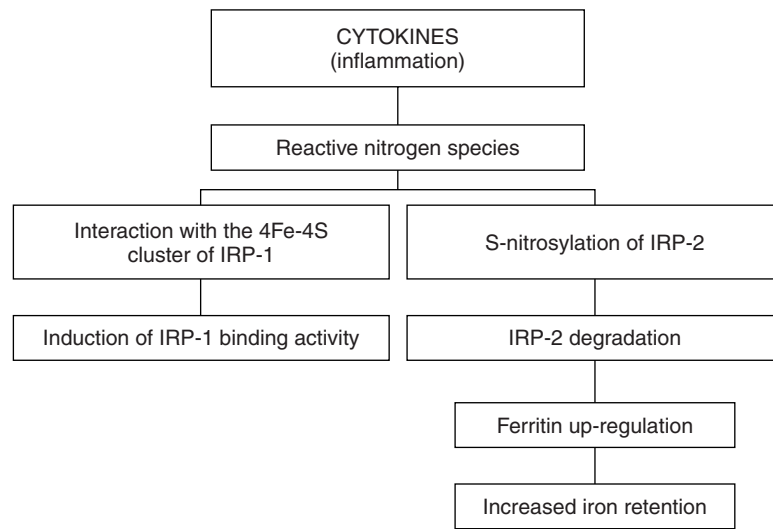 CYTOKINES
(inflammation)
Reactive nitrogen species
Interaction with the 4Fe-4S
cluster of IRP-1
S-nitrosylation of IRP-2
Induction of IRP-1 binding activity
IRP-2 degradation
Ferritin up-regulation
Increased iron retention